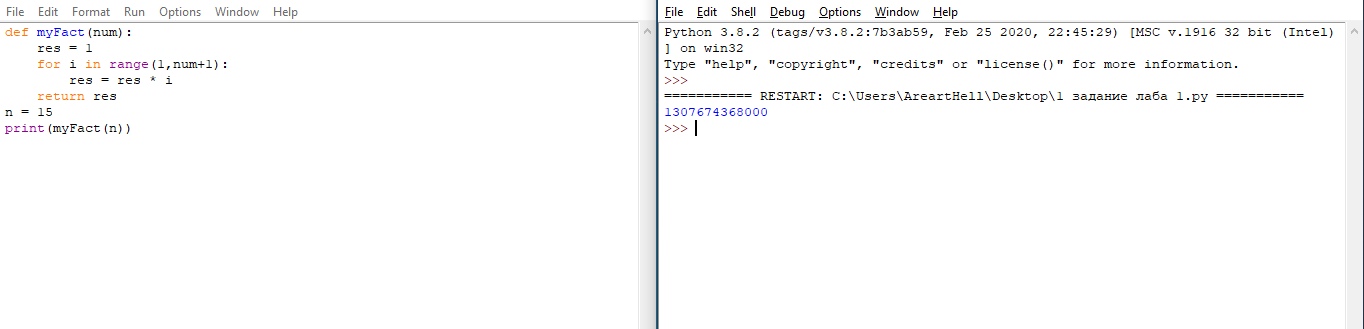 File Edit Format Run Options Window Help
def myFact(num):
    res = 1
    for i in range(1,num+1):
        res = res * i
    return res
n = 15
print(myFact(n))
File Edit Shell Debug Options Window Help
Python 3.8.2 (tags/v3.8.2:7b3ab59, Feb 25 2020, 22:45:29) [MSC v.1916 32 bit (Intel)
] on win32
Type "help", "copyright", "credits" or "license()" for more information.
>>>
=========== RESTART: C:\Users\AreartHell\Desktop\1 задание лаба 1.py ===========
1307674368000
>>>